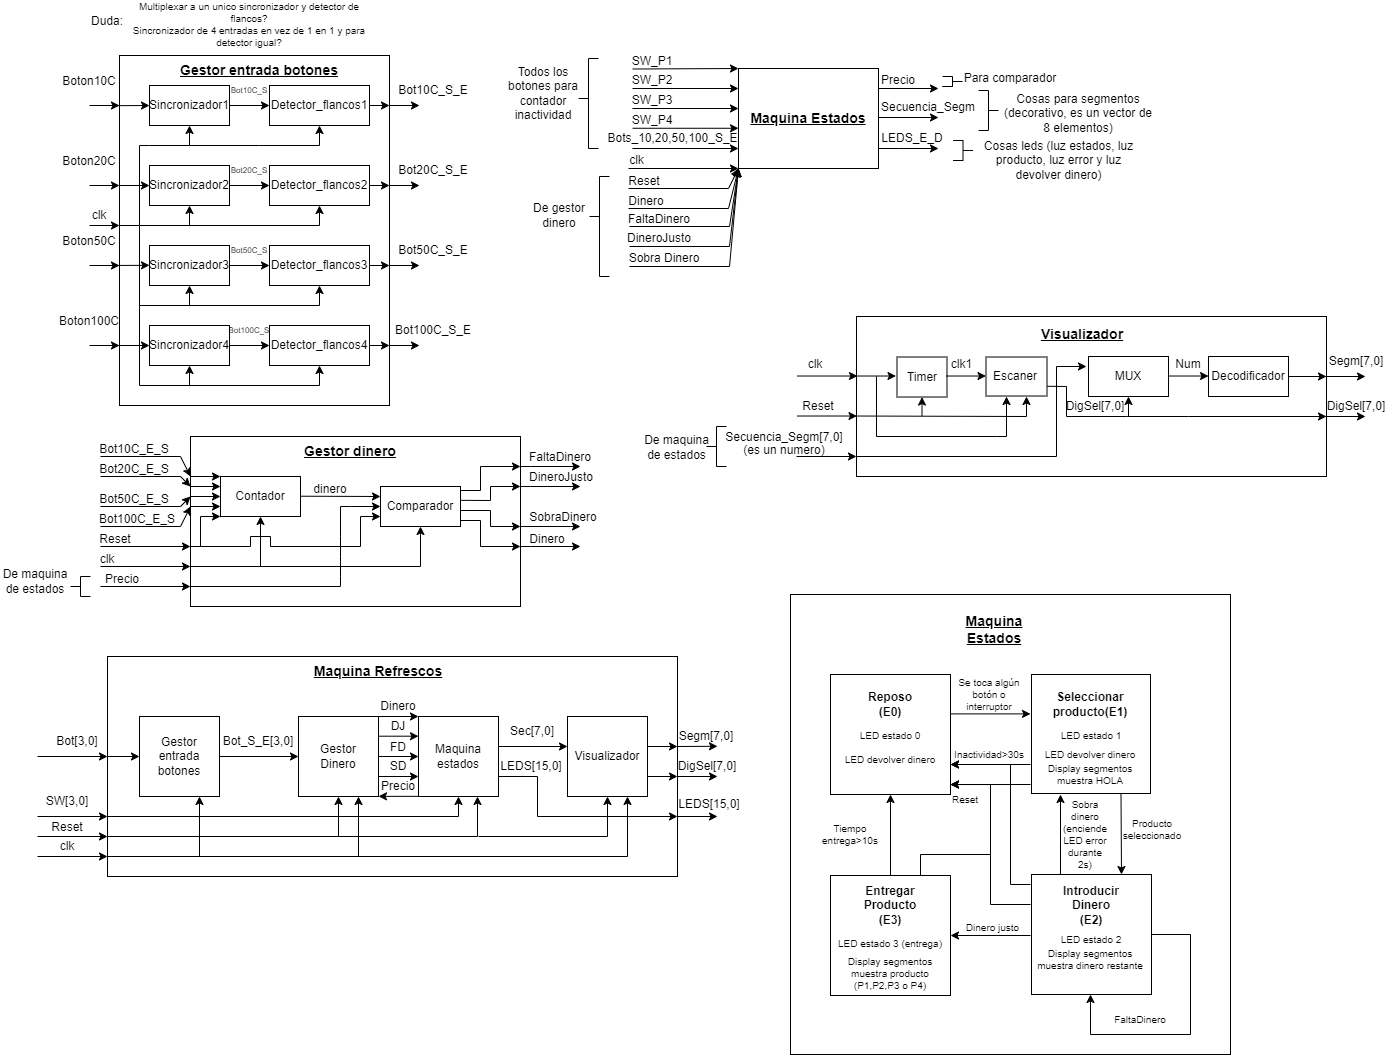 Duda:
Multiplexar a un unico sincronizador y detector de
flancos?
Sincronizador de 4 entradas en vez de 1 en 1 y para
detector igual?
Gestor entrada botones
Boton10C
Sincronizador1
Bot10C_S
Detector_flancos1
Bot10C_S_E
Boton20C
Sincronizador2
Bot20C_S
Detector_flancos2
Bot20C_S_E
clk
Boton50C
Sincronizador3
Bot50C_S
Detector_flancos3
Bot50C_S_E
Boton100C
Sincronizador4
Bot100C_S
Detector_flancos4
Bot100C_S_E
Todos los
botones para
contador
inactividad
SW_P1
SW_P2
SW_P3
SW_P4
Bots_10,20,50,100_S_E
clk
De gestor
dinero
Reset
Dinero
FaltaDinero
DineroJusto
Sobra Dinero
Maquina Estados
Precio
Para comparador
Secuencia_Segm
Cosas para segmentos
(decorativo, es un vector de
8 elementos)
LEDS_E_D
Cosas leds (luz estados, luz
producto, luz error y luz
devolver dinero)
Visualizador
clk
Timer
clk1
Escaner
MUX
Num
Decodificador
Segm[7,0]
Reset
DigSel[7,0]
DigSel[7,0]
De maquina
de estados
Secuencia_Segm[7,0]
(es un numero)
Gestor dinero
Bot10C_E_S
Bot20C_E_S
Bot50C_E_S
Bot100C_E_S
Reset
clk
De maquina
de estados
Precio
Contador
dinero
Comparador
FaltaDinero
DineroJusto
SobraDinero
Dinero
Maquina Refrescos
Bot[3,0]
Gestor
entrada
botones
Bot_S_E[3,0]
Gestor
Dinero
Dinero
DJ
FD
SD
Precio
Maquina
estados
Sec[7,0]
LEDS[15,0]
Visualizador
Segm[7,0]
DigSel[7,0]
LEDS[15,0]
SW[3,0]
Reset
clk
Maquina
Estados
Reposo
(E0)
LED estado 0
LED devolver dinero
Se toca algún
botón o
interruptor
Seleccionar
producto(E1)
LED estado 1
LED devolver dinero
Display segmentos
muestra HOLA
Inactividad>30s
Reset
Tiempo
entrega>10s
Sobra
dinero
(enciende
LED error
durante
2s)
Producto
seleccionado
Entregar
Producto
(E3)
LED estado 3 (entrega)
Display segmentos
muestra producto
(P1,P2,P3 o P4)
Dinero justo
Introducir
Dinero
(E2)
LED estado 2
Display segmentos
muestra dinero restante
FaltaDinero